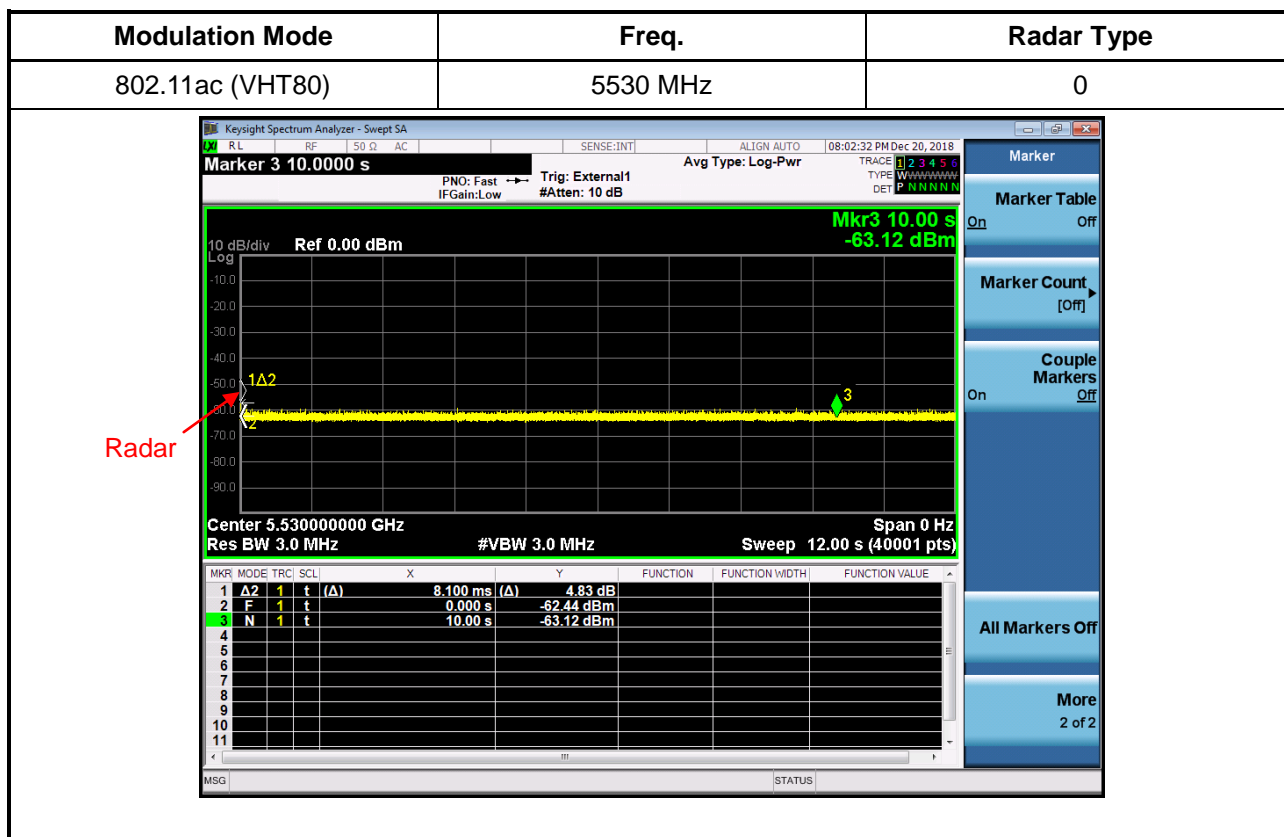 Modulation Mode Freq. Radar Type
802.11ac (VHT80) 5530 MHz 0
Keysight Spectrum Analyzer - Swept SA
LXI RL RF 50 Ω AC SENSE:INT ALIGN AUTO 08:02:32 PM Dec 20, 2018
Marker 3 10.0000 s
PNO: Fast
IFGain:Low
Trig: External1
#Atten: 10 dB
Avg Type: Log-Pwr
TRACE 1 2 3 4 5 6
TYPE WWWWWW
DET P N N N N N
Mkr3 10.00 s
-63.12 dBm
10 dB/div Ref 0.00 dBm
Log
-10.0
-20.0
-30.0
-40.0
-50.0
-60.0
-70.0
-80.0
-90.0
1Δ2
2
3
Radar
Center 5.530000000 GHz Span 0 Hz
Res BW 3.0 MHz #VBW 3.0 MHz Sweep 12.00 s (40001 pts)
MKR MODE TRC SCL X Y FUNCTION FUNCTION WIDTH FUNCTION VALUE
1 Δ2 1 t (Δ) 8.100 ms (Δ) 4.83 dB
2 F 1 t 0.000 s -62.44 dBm
3 N 1 t 10.00 s -63.12 dBm
4
5
6
7
8
9
10
11
MSG STATUS
Marker
Marker Table
On Off
Marker Count
[Off]
Couple
Markers
On Off
All Markers Off
More
2 of 2